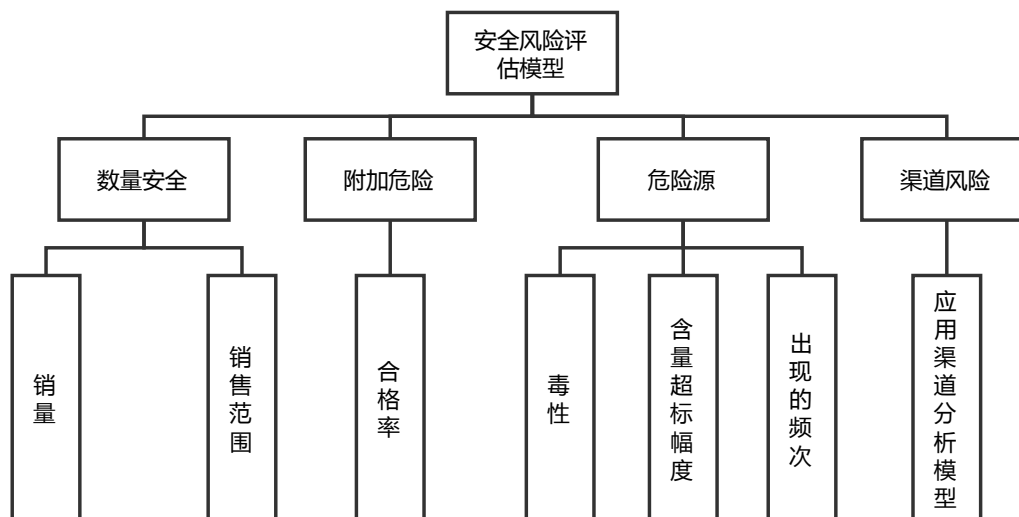 安全风险评
估模型
数量安全
附加危险
危险源
渠道风险
销量
销售范围
合格率
毒性
含量超标幅度
出现的频次
应用渠道分析模型